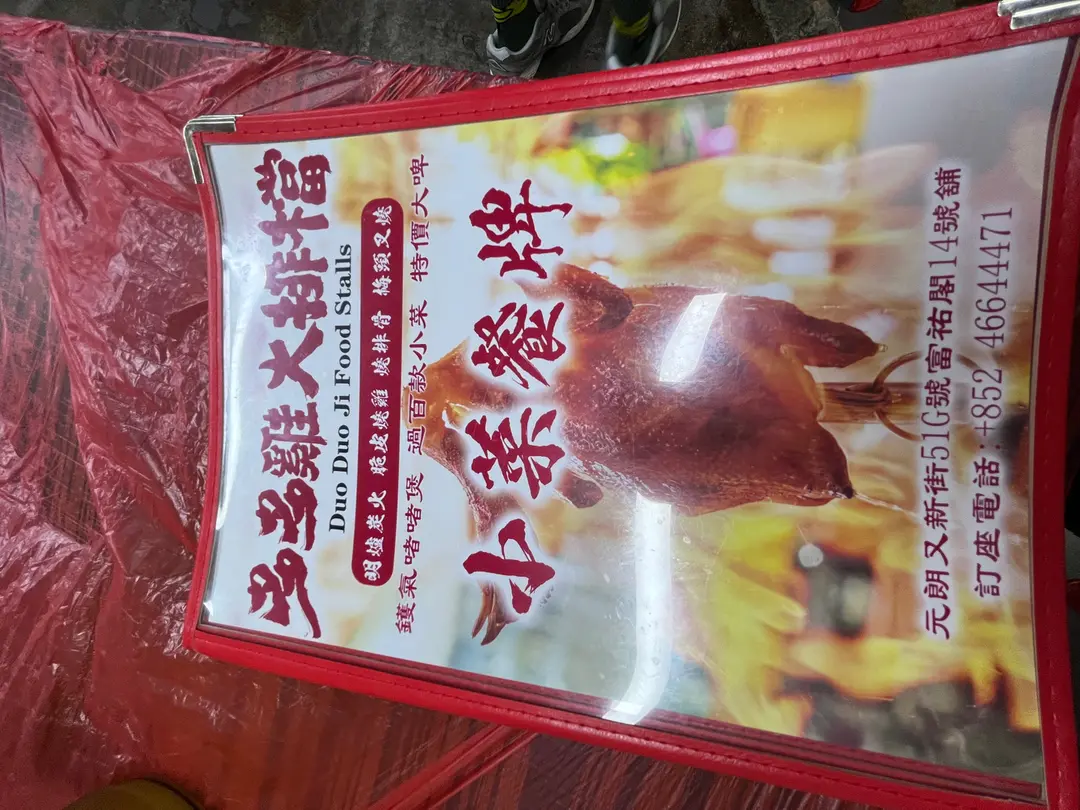 多多雞大排檔
Duo Duo Ji Food Stalls
明爐炭火 脆皮燒雞 燒排骨 梅頭叉燒
鑊氣啫啫煲 過百款小菜 特價大啤
小菜餐牌
元朗又新街51G號富祐閣14號舖
訂座電話:+852 46644471